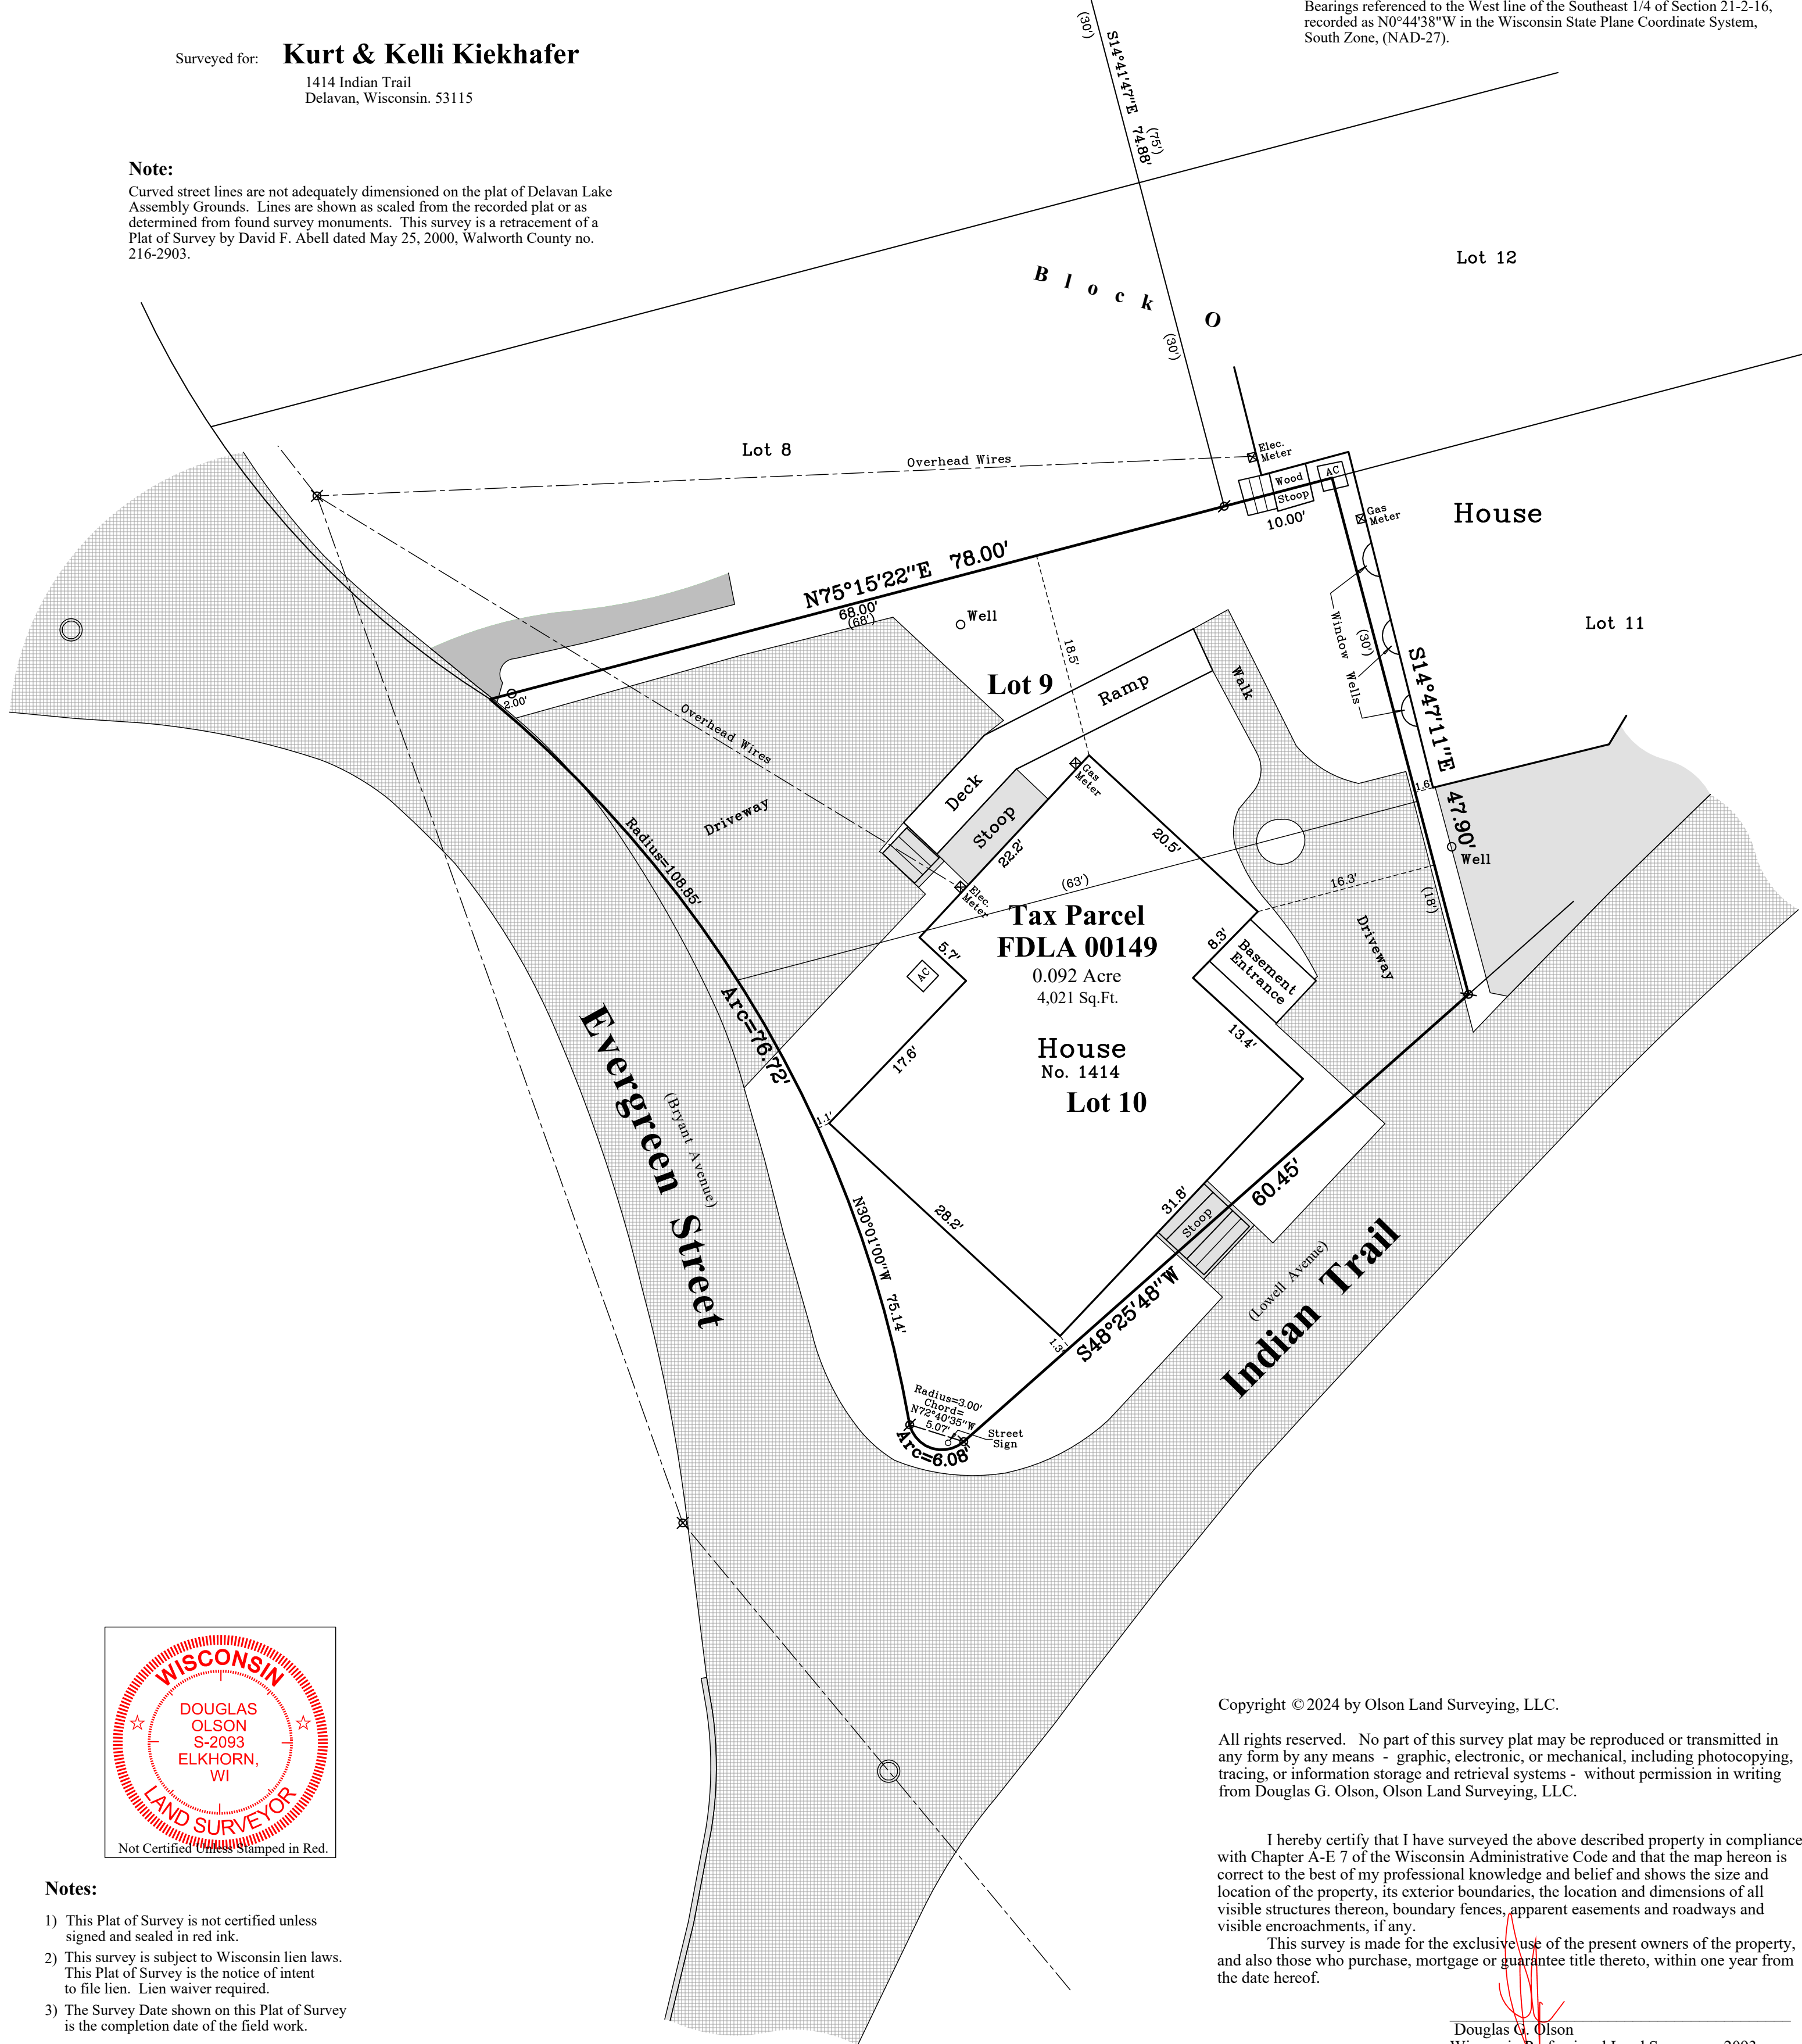 Bearings referenced to the West line of the Southeast 1/4 of Section 21-2-16,
recorded as N0°44'38"W in the Wisconsin State Plane Coordinate System,
South Zone, (NAD-27).
Surveyed for: Kurt & Kelli Kiekhafer
1414 Indian Trail
Delavan, Wisconsin. 53115
Note:
Curved street lines are not adequately dimensioned on the plat of Delavan Lake
Assembly Grounds. Lines are shown as scaled from the recorded plat or as
determined from found survey monuments. This survey is a retracement of a
Plat of Survey by David F. Abell dated May 25, 2000, Walworth County no.
216-2903.
(30')
S14°41'47"E 74.88'
(75')
Lot 12
Block O
(30')
Lot 8
Overhead Wires
Elec.
Meter
Wood
Stoop
AC
10.00'
Gas
Meter
House
N75°15'22"E 78.00'
68.00'
(68')
Well
18.5'
Window Wells
(30')
Lot 11
S14°47'11"E 47.90'
2.00'
Lot 9
Ramp
Walk
Overhead Wires
Deck
Stoop
Gas
Meter
Driveway
22.2'
20.5'
1.6'
Well
Radius=108.85'
(63')
16.3'
(18')
Elec.
Meter
Tax Parcel
FDLA 00149
0.092 Acre
4,021 Sq.Ft.
5.7'
AC
8.3'
Basement
Entrance
Driveway
Arc=76.72'
17.6'
13.4'
House
No. 1414
Lot 10
1.1'
Evergreen Street
(Bryant Avenue)
N30°01'00"W 75.14'
28.2'
31.8'
Stoop
60.45'
S48°25'48"W
1.3'
(Lowell Avenue)
Indian Trail
Radius=3.00'
Chord=
N72°40'35"W
5.07'
Street
Sign
Arc=6.08'
WISCONSIN
DOUGLAS
OLSON
S-2093
ELKHORN,
WI
LAND SURVEYOR
Not Certified Unless Stamped in Red.
Notes:
1) This Plat of Survey is not certified unless
signed and sealed in red ink.
2) This survey is subject to Wisconsin lien laws.
This Plat of Survey is the notice of intent
to file lien. Lien waiver required.
3) The Survey Date shown on this Plat of Survey
is the completion date of the field work.
Copyright © 2024 by Olson Land Surveying, LLC.
All rights reserved. No part of this survey plat may be reproduced or transmitted in
any form by any means - graphic, electronic, or mechanical, including photocopying,
tracing, or information storage and retrieval systems - without permission in writing
from Douglas G. Olson, Olson Land Surveying, LLC.
I hereby certify that I have surveyed the above described property in compliance
with Chapter A-E 7 of the Wisconsin Administrative Code and that the map hereon is
correct to the best of my professional knowledge and belief and shows the size and
location of the property, its exterior boundaries, the location and dimensions of all
visible structures thereon, boundary fences, apparent easements and roadways and
visible encroachments, if any.
This survey is made for the exclusive use of the present owners of the property,
and also those who purchase, mortgage or guarantee title thereto, within one year from
the date hereof.
Douglas G. Olson